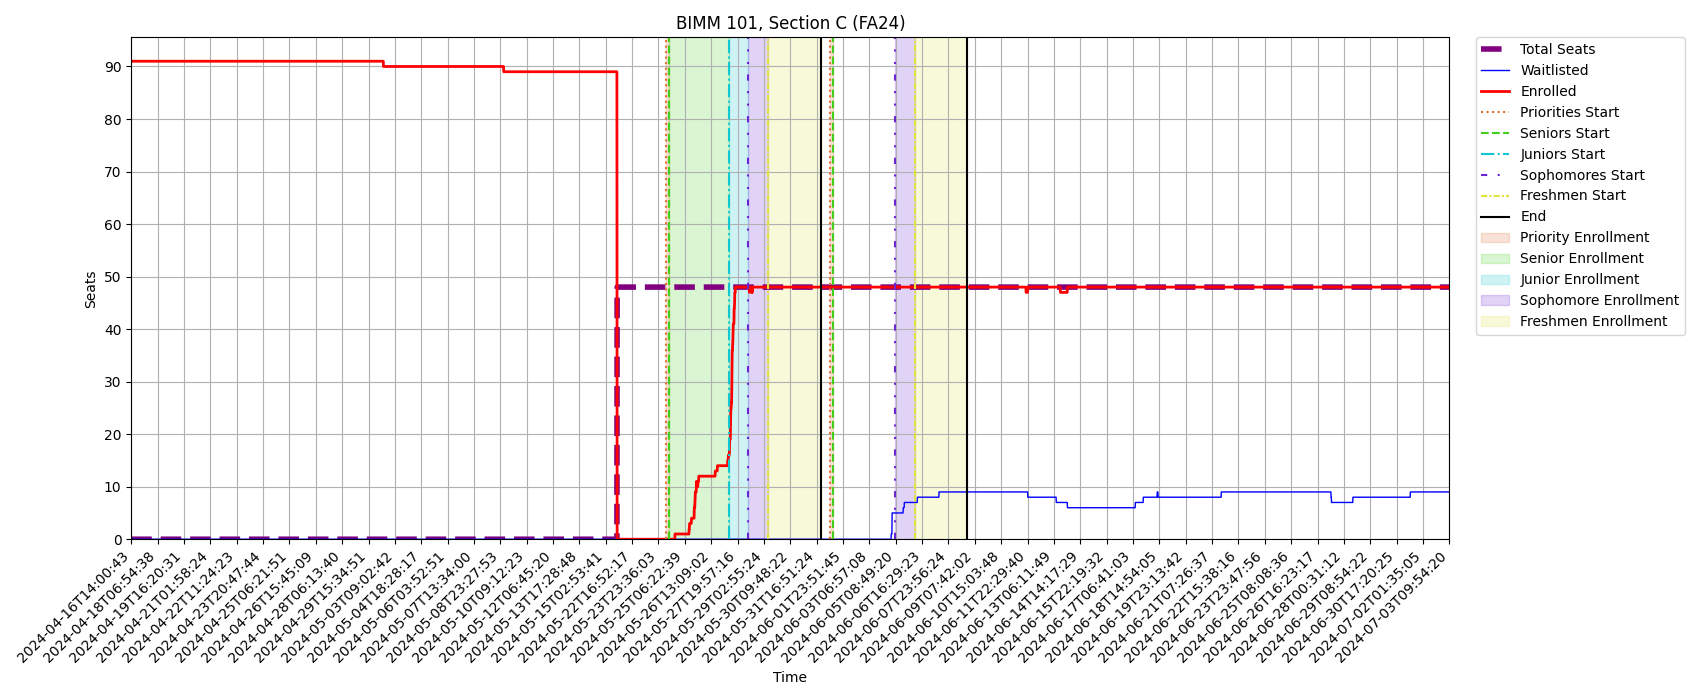 BIMM 101, Section C (FA24)
Seats
90
80
70
60
50
40
30
20
10
0
2024-04-16T14:00:43
2024-04-18T06:54:38
2024-04-19T16:20:31
2024-04-21T01:58:24
2024-04-22T11:24:23
2024-04-23T20:47:44
2024-04-25T06:21:51
2024-04-26T15:45:09
2024-04-28T06:13:40
2024-04-29T15:34:51
2024-05-03T09:02:42
2024-05-04T18:28:17
2024-05-06T03:52:51
2024-05-07T13:34:00
2024-05-08T23:27:53
2024-05-10T09:12:23
2024-05-12T06:45:20
2024-05-13T17:28:48
2024-05-15T02:53:41
2024-05-22T16:52:17
2024-05-23T23:36:03
2024-05-25T06:22:39
2024-05-26T13:09:02
2024-05-27T19:57:16
2024-05-29T02:55:24
2024-05-30T09:48:22
2024-05-31T16:51:24
2024-06-01T23:51:45
2024-06-03T06:57:08
2024-06-05T08:49:20
2024-06-06T16:29:23
2024-06-07T23:56:24
2024-06-09T07:42:02
2024-06-10T15:03:48
2024-06-11T22:29:40
2024-06-13T06:11:49
2024-06-14T14:17:29
2024-06-15T22:19:32
2024-06-17T06:41:03
2024-06-18T14:54:05
2024-06-19T23:13:42
2024-06-21T07:26:37
2024-06-22T15:38:16
2024-06-23T23:47:56
2024-06-25T08:08:36
2024-06-26T16:23:17
2024-06-28T00:31:12
2024-06-29T08:54:22
2024-06-30T17:20:25
2024-07-02T01:35:05
2024-07-03T09:54:20
Time
Total Seats
Waitlisted
Enrolled
Priorities Start
Seniors Start
Juniors Start
Sophomores Start
Freshmen Start
End
Priority Enrollment
Senior Enrollment
Junior Enrollment
Sophomore Enrollment
Freshmen Enrollment